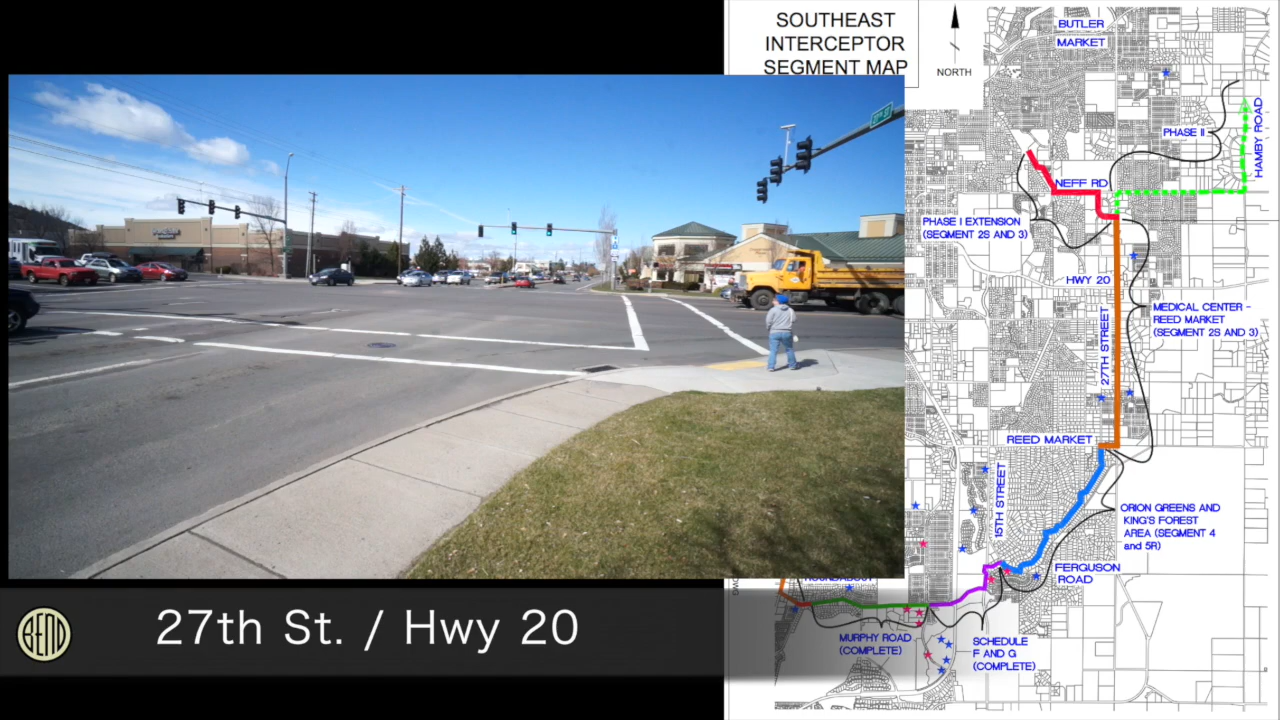 SOUTHEAST
INTERCEPTOR
SEGMENT MAP
NORTH
BUTLER
MARKET
PHASE II
HAMBY ROAD
NEFF RD
PHASE I EXTENSION
(SEGMENT 2S AND 3)
HWY 20
MEDICAL CENTER -
REED MARKET
(SEGMENT 2S AND 3)
27TH STREET
REED MARKET
15TH STREET
ORION GREENS AND
KING'S FOREST
AREA (SEGMENT 4
and 5R)
FERGUSON
ROAD
MURPHY ROAD
(COMPLETE)
SCHEDULE
F AND G
(COMPLETE)
BEND
27th St. / Hwy 20